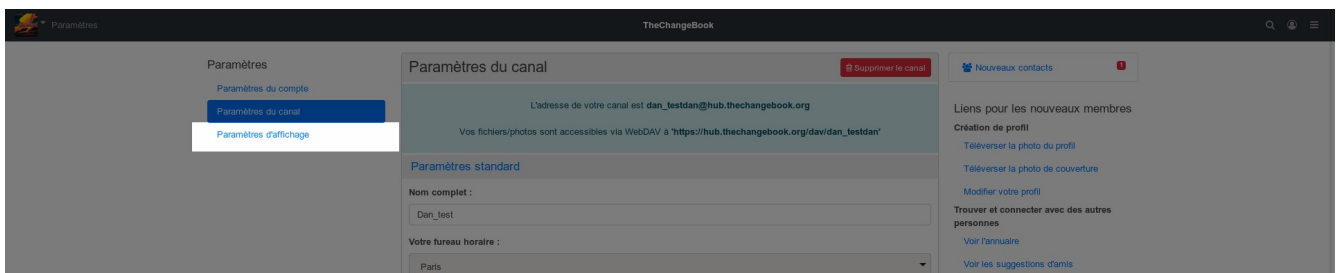 Paramètres
TheChangeBook
Paramètres
Paramètres du compte
Paramètres du canal
Paramètres d'affichage
Paramètres du canal
Supprimer le canal
L'adresse de votre canal est dan_testdan@hub.thechangebook.org
Vos fichiers/photos sont accessibles via WebDAV à 'https://hub.thechangebook.org/dav/dan_testdan'
Paramètres standard
Nom complet :
Dan_test
Votre fureau horaire :
Paris
Nouveaux contacts
1
Liens pour les nouveaux membres
Création de profil
Téléverser la photo du profil
Téléverser la photo de couverture
Modifier votre profil
Trouver et connecter avec des autres
personnes
Voir l'annuaire
Voir les suggestions d'amis